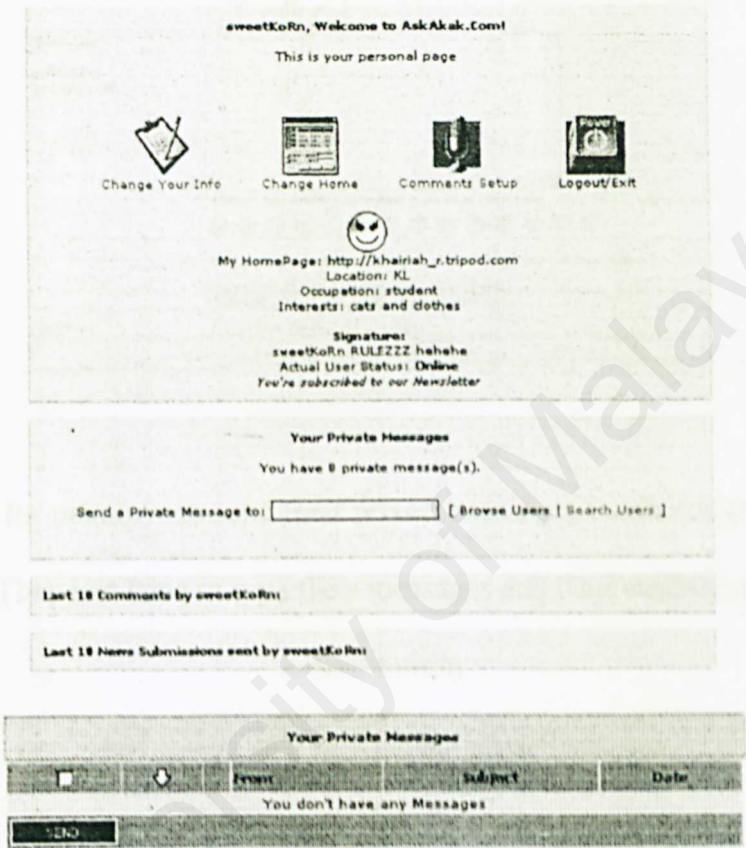 sweetKoRn, Welcome to AskAkak.Com!
This is your personal page
Change Your Info Change Home Comments Setup Logout/Exit
My HomePage: http://khairiah_r.tripod.com
Location: KL
Occupation: student
Interests: cats and clothes
Signature:
sweetKoRn RULEZZZ hehehe
Actual User Status: Online
You're subscribed to our Newsletter
Your Private Messages
You have 0 private message(s).
Send a Private Message to: [ Browse Users | Search Users ]
Last 10 Comments by sweetKoRn:
Last 10 News Submissions sent by sweetKoRn:
Your Private Messages
From Subject Date
You don't have any Messages
SEND
University of Malay